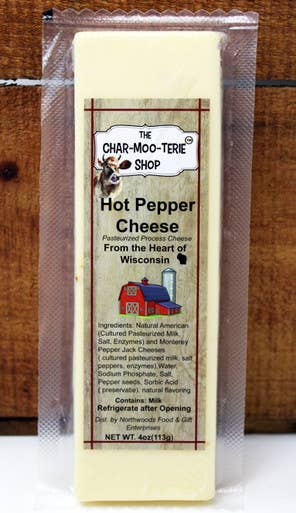 THE
CHAR-MOO-TERIE
SHOP
Hot Pepper
Cheese
Pasteurized Process Cheese
From the Heart of
Wisconsin
Ingredients: Natural American
(Cultured Pasteurized Milk,
Salt, Enzymes) and Monterey
Pepper Jack Cheeses
( cultured pasteurized milk, salt
peppers, enzymes),Water,
Sodium Phosphate, Salt,
Pepper seeds, Sorbic Acid
( preservatie), natural flavoring
Contains: Milk
Refrigerate after Opening
Dist. by Northwoods Food & Gift
Enterprises
NET WT. 4oz(113g)